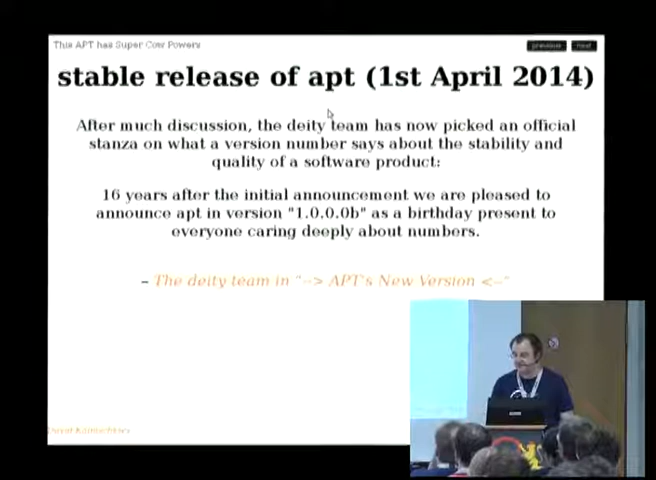 This APT has Super Cow Powers
previous next
stable release of apt (1st April 2014)
After much discussion, the deity team has now picked an official
stanza on what a version number says about the stability and
quality of a software product:
16 years after the initial announcement we are pleased to
announce apt in version "1.0.0.0b" as a birthday present to
everyone caring deeply about numbers.
– The deity team in "--> APT's New Version <--"
David Kalnischkies